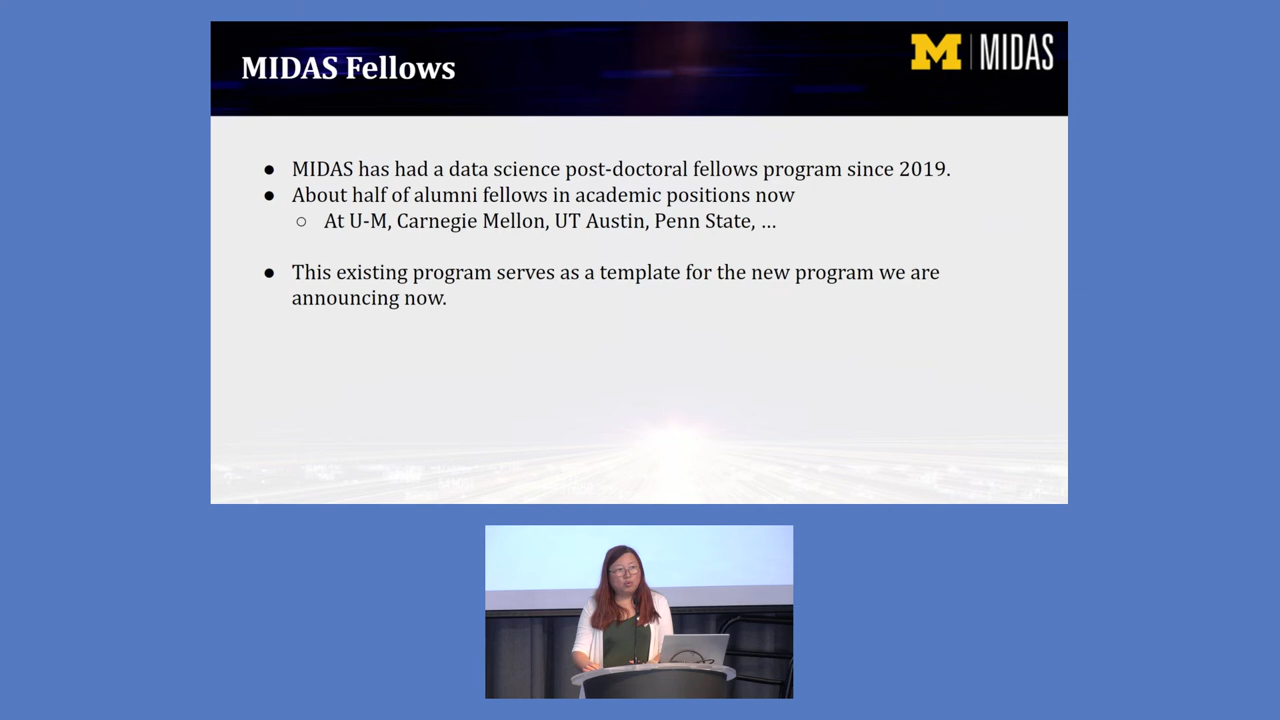 MIDAS Fellows
M | MIDAS
● MIDAS has had a data science post-doctoral fellows program since 2019.
● About half of alumni fellows in academic positions now
○ At U-M, Carnegie Mellon, UT Austin, Penn State, ...
● This existing program serves as a template for the new program we are
announcing now.